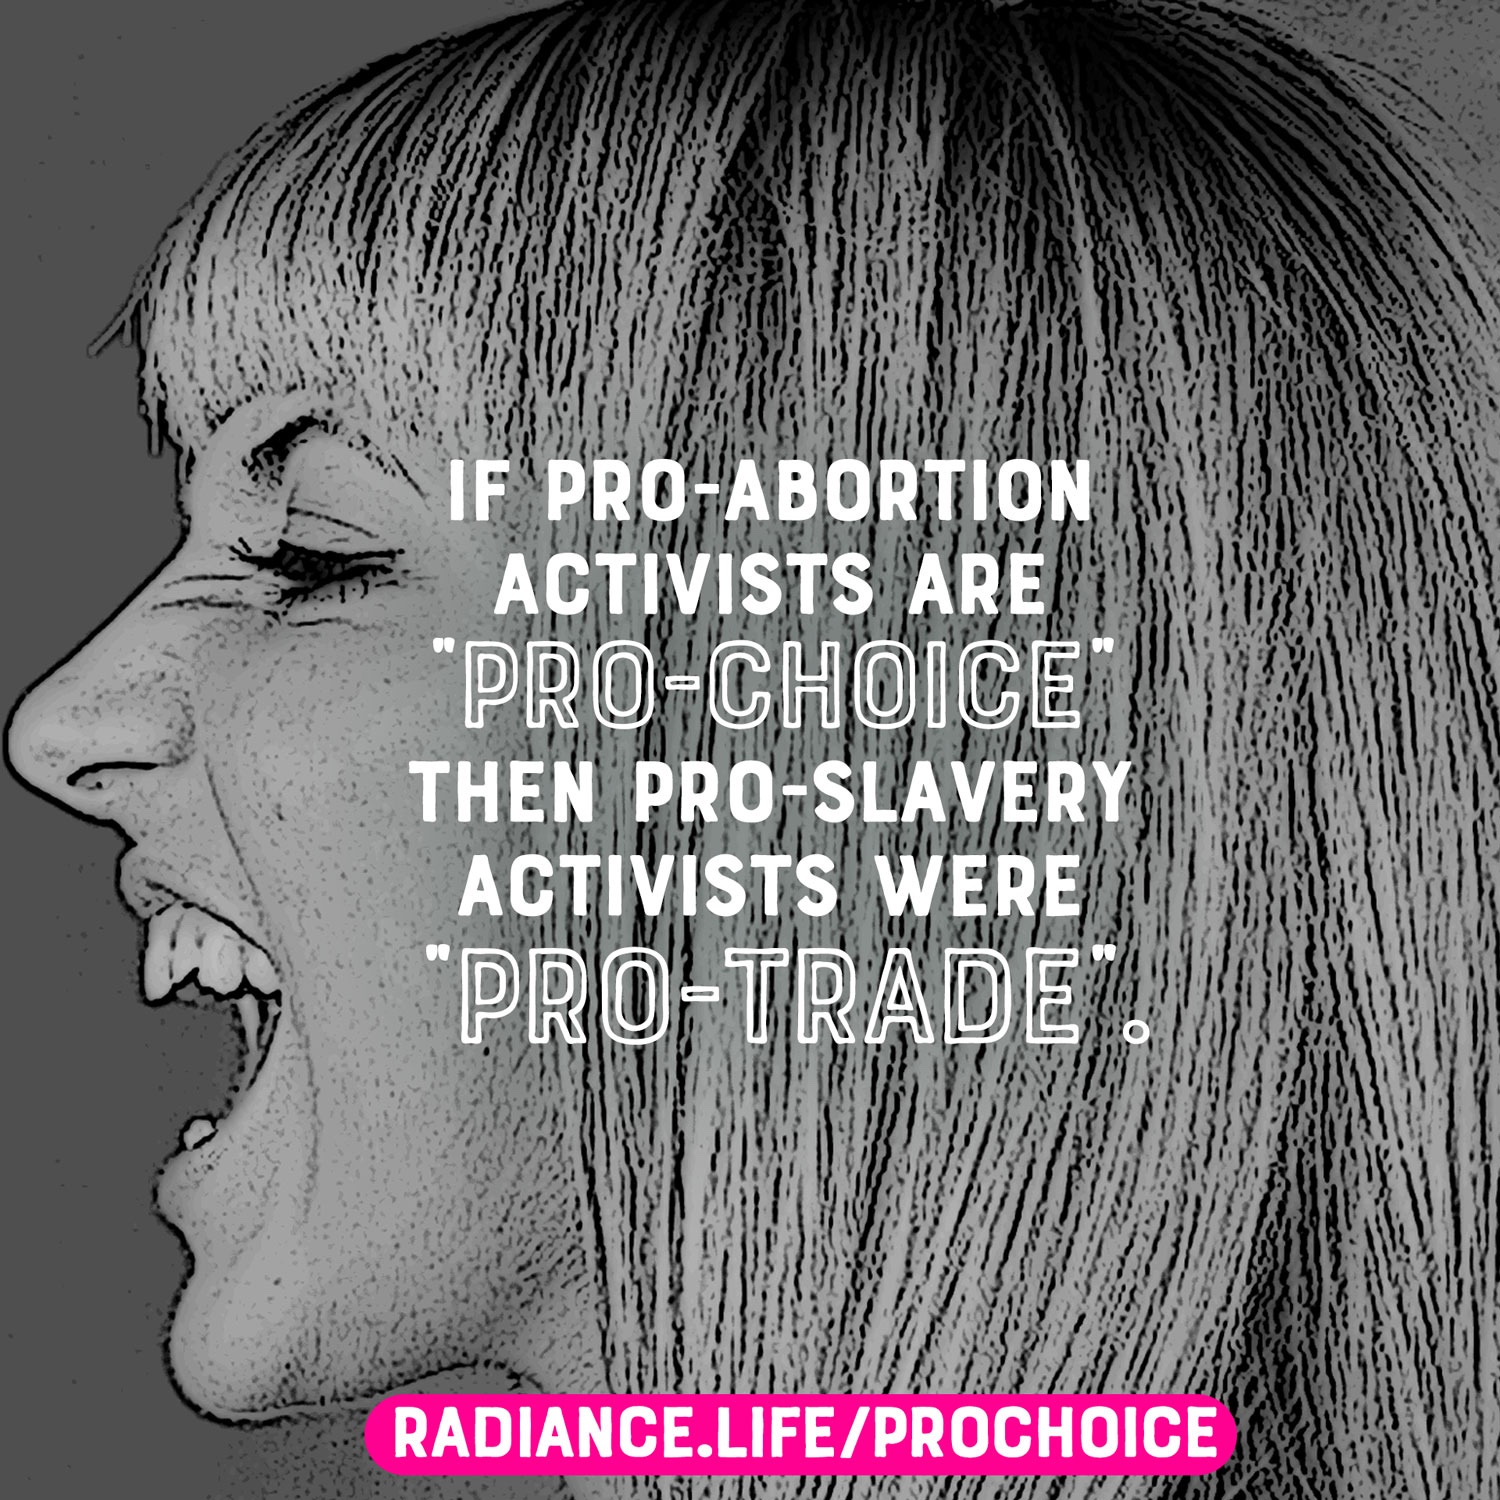 IF PRO-ABORTION
ACTIVISTS ARE
"PRO-CHOICE"
THEN PRO-SLAVERY
ACTIVISTS WERE
"PRO-TRADE".
RADIANCE.LIFE/PROCHOICE